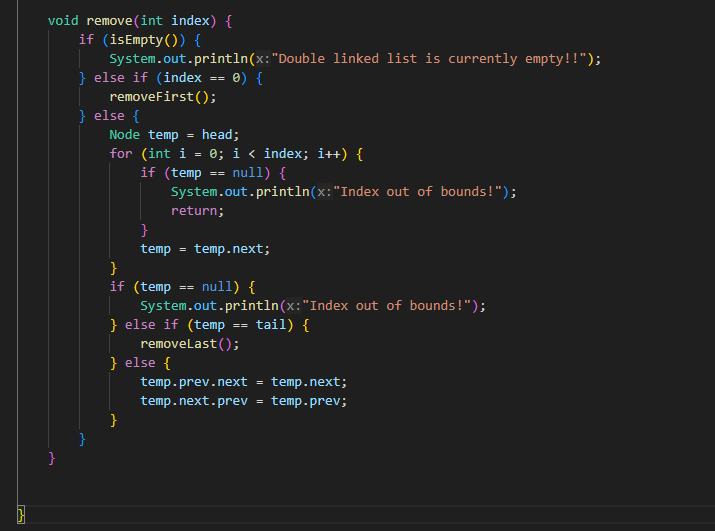 void remove(int index) {
    if (isEmpty()) {
        System.out.println(x:"Double linked list is currently empty!!");
    } else if (index == 0) {
        removeFirst();
    } else {
        Node temp = head;
        for (int i = 0; i < index; i++) {
            if (temp == null) {
                System.out.println(x:"Index out of bounds!");
                return;
            }
            temp = temp.next;
        }
        if (temp == null) {
            System.out.println(x:"Index out of bounds!");
        } else if (temp == tail) {
            removeLast();
        } else {
            temp.prev.next = temp.next;
            temp.next.prev = temp.prev;
        }
    }
}
}